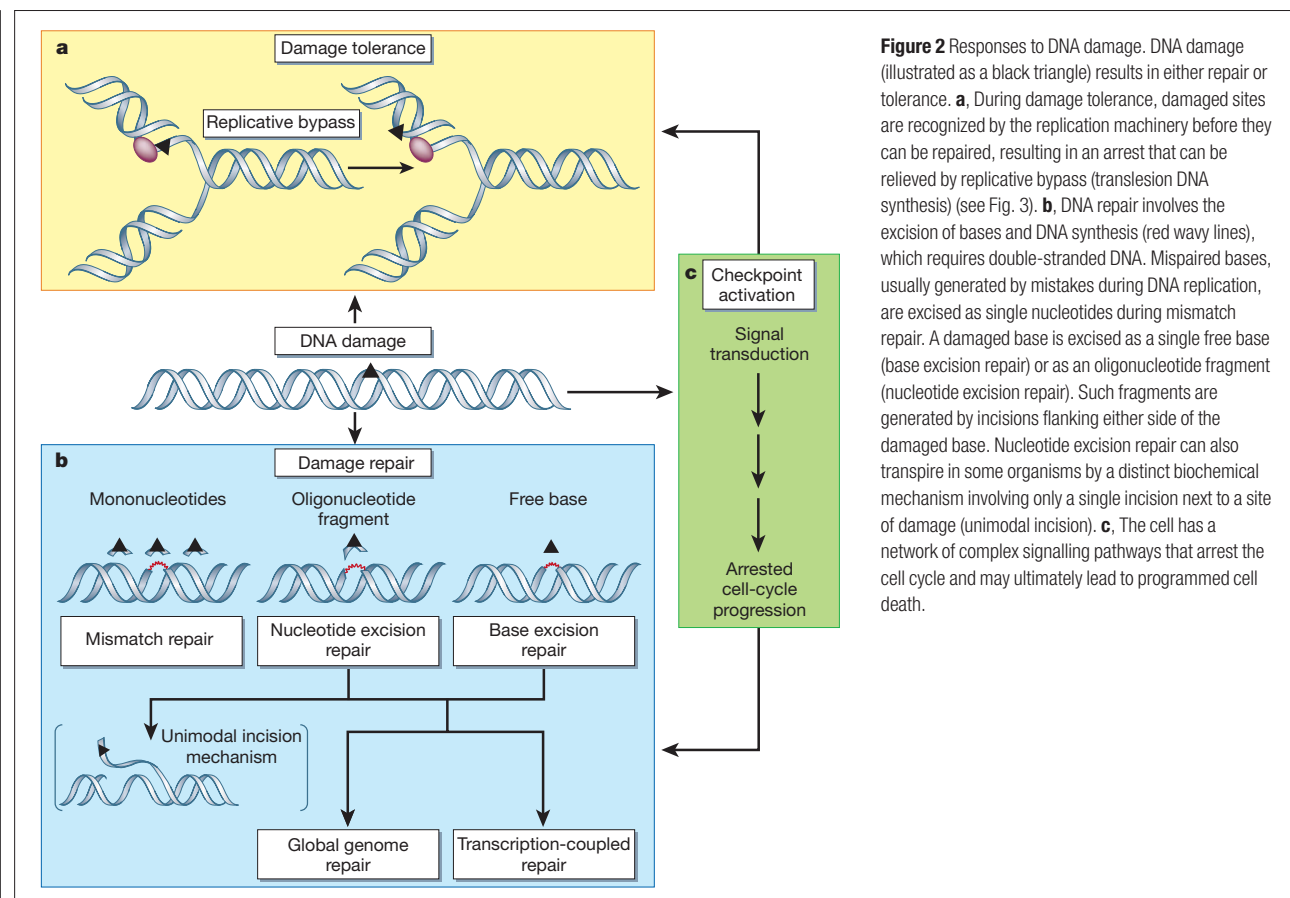 a
Damage tolerance
Replicative bypass
DNA damage
b
Damage repair
Mononucleotides
Oligonucleotide
fragment
Free base
Mismatch repair
Nucleotide excision
repair
Base excision
repair
Unimodal incision
mechanism
Global genome
repair
Transcription-coupled
repair
c
Checkpoint
activation
Signal
transduction
Arrested
cell-cycle
progression
Figure 2 Responses to DNA damage. DNA damage
(illustrated as a black triangle) results in either repair or
tolerance. a, During damage tolerance, damaged sites
are recognized by the replication machinery before they
can be repaired, resulting in an arrest that can be
relieved by replicative bypass (translesion DNA
synthesis) (see Fig. 3). b, DNA repair involves the
excision of bases and DNA synthesis (red wavy lines),
which requires double-stranded DNA. Mispaired bases,
usually generated by mistakes during DNA replication,
are excised as single nucleotides during mismatch
repair. A damaged base is excised as a single free base
(base excision repair) or as an oligonucleotide fragment
(nucleotide excision repair). Such fragments are
generated by incisions flanking either side of the
damaged base. Nucleotide excision repair can also
transpire in some organisms by a distinct biochemical
mechanism involving only a single incision next to a site
of damage (unimodal incision). c, The cell has a
network of complex signalling pathways that arrest the
cell cycle and may ultimately lead to programmed cell
death.